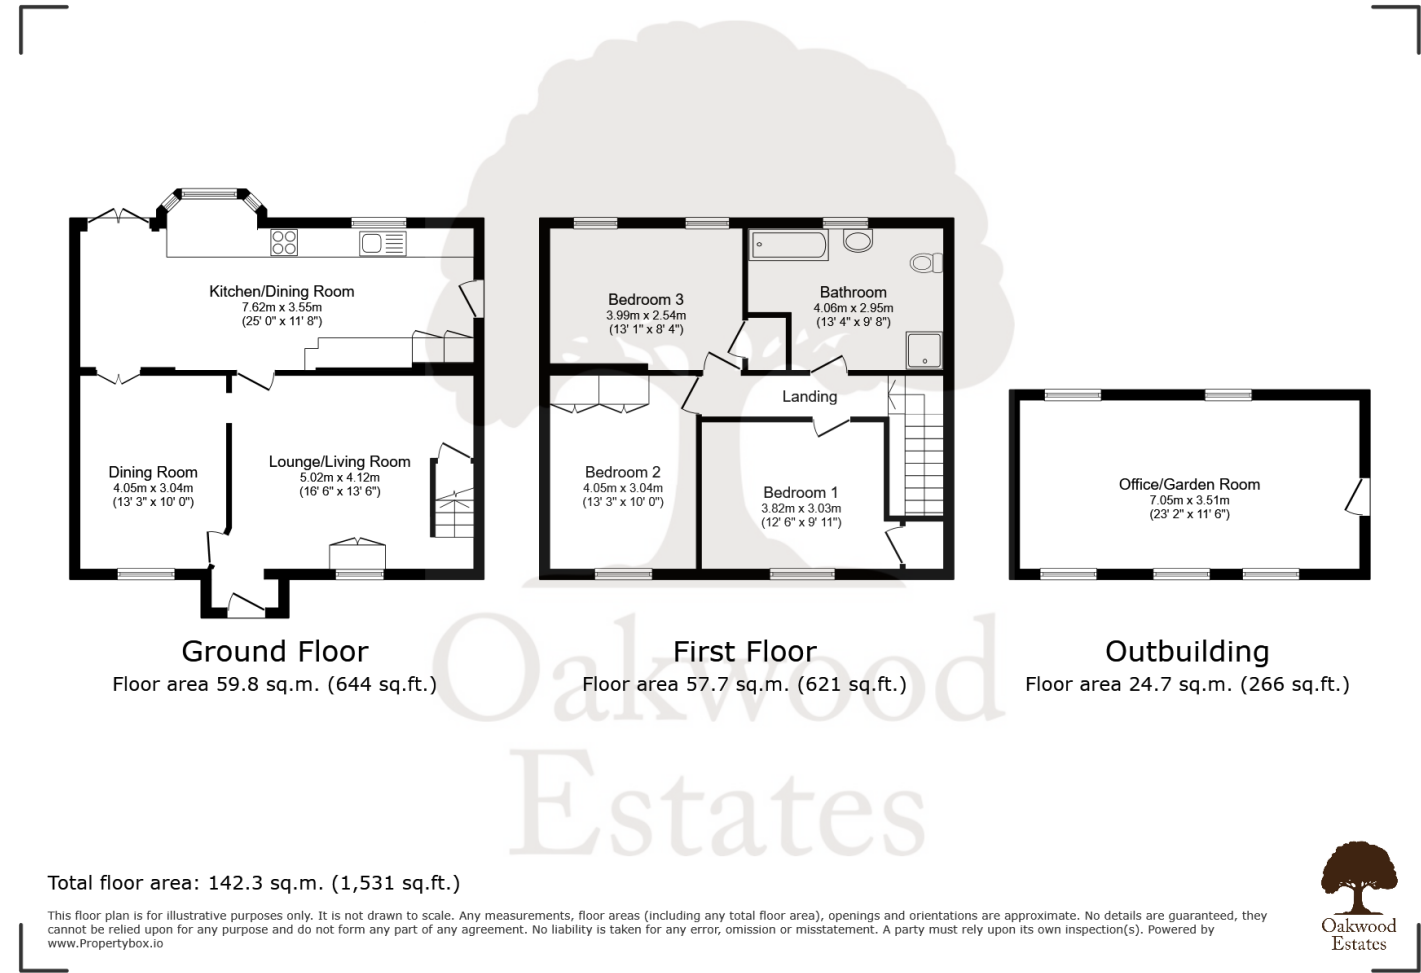 Kitchen/Dining Room
7.62m x 3.55m
(25' 0" x 11' 8")
Dining Room
4.05m x 3.04m
(13' 3" x 10' 0")
Lounge/Living Room
5.02m x 4.12m
(16' 6" x 13' 6")
Ground Floor
Floor area 59.8 sq.m. (644 sq.ft.)
Bedroom 3
3.99m x 2.54m
(13' 1" x 8' 4")
Bathroom
4.06m x 2.95m
(13' 4" x 9' 8")
Landing
Bedroom 2
4.05m x 3.04m
(13' 3" x 10' 0")
Bedroom 1
3.82m x 3.03m
(12' 6" x 9' 11")
First Floor
Floor area 57.7 sq.m. (621 sq.ft.)
Office/Garden Room
7.05m x 3.51m
(23' 2" x 11' 6")
Outbuilding
Floor area 24.7 sq.m. (266 sq.ft.)
Oakwood
Estates
Total floor area: 142.3 sq.m. (1,531 sq.ft.)
This floor plan is for illustrative purposes only. It is not drawn to scale. Any measurements, floor areas (including any total floor area), openings and orientations are approximate. No details are guaranteed, they
cannot be relied upon for any purpose and do not form any part of any agreement. No liability is taken for any error, omission or misstatement. A party must rely upon its own inspection(s). Powered by
www.Propertybox.io
Oakwood
Estates